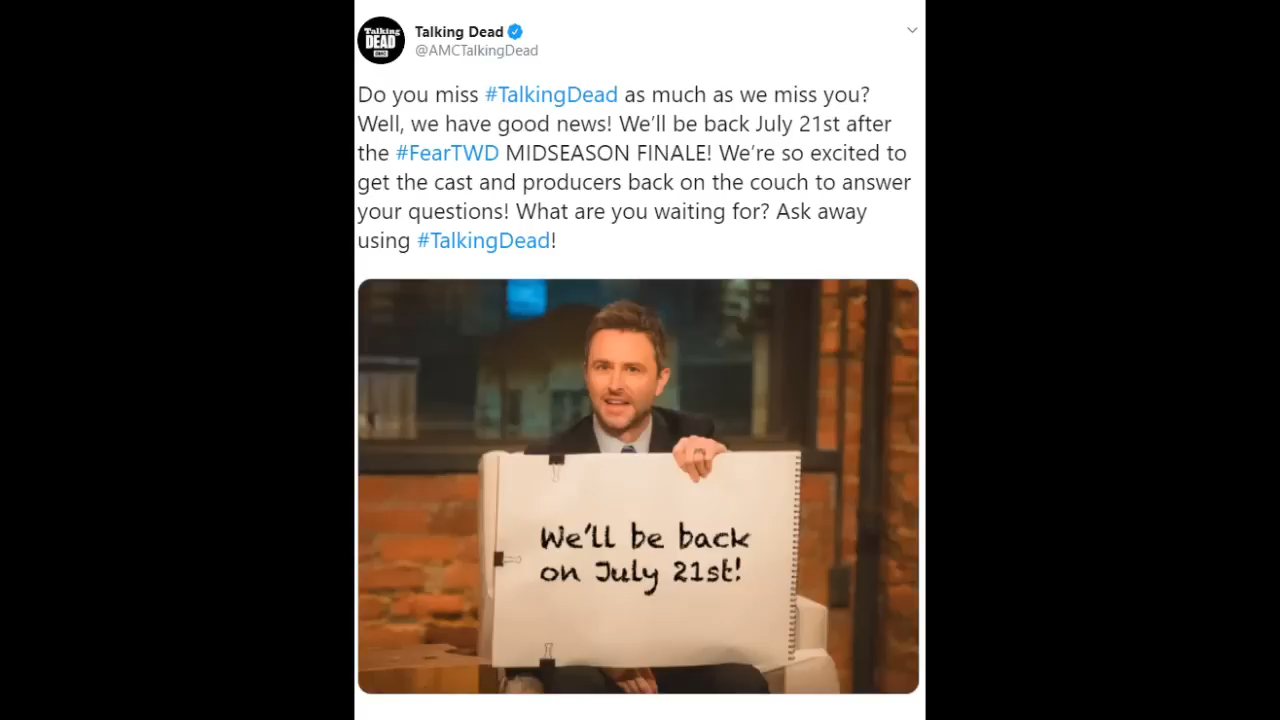 Talking
DEAD
aMC
Talking Dead
@AMCTalkingDead
Do you miss #TalkingDead as much as we miss you?
Well, we have good news! We’ll be back July 21st after
the #FearTWD MIDSEASON FINALE! We’re so excited to
get the cast and producers back on the couch to answer
your questions! What are you waiting for? Ask away
using #TalkingDead!
We’ll be back
on July 21st!